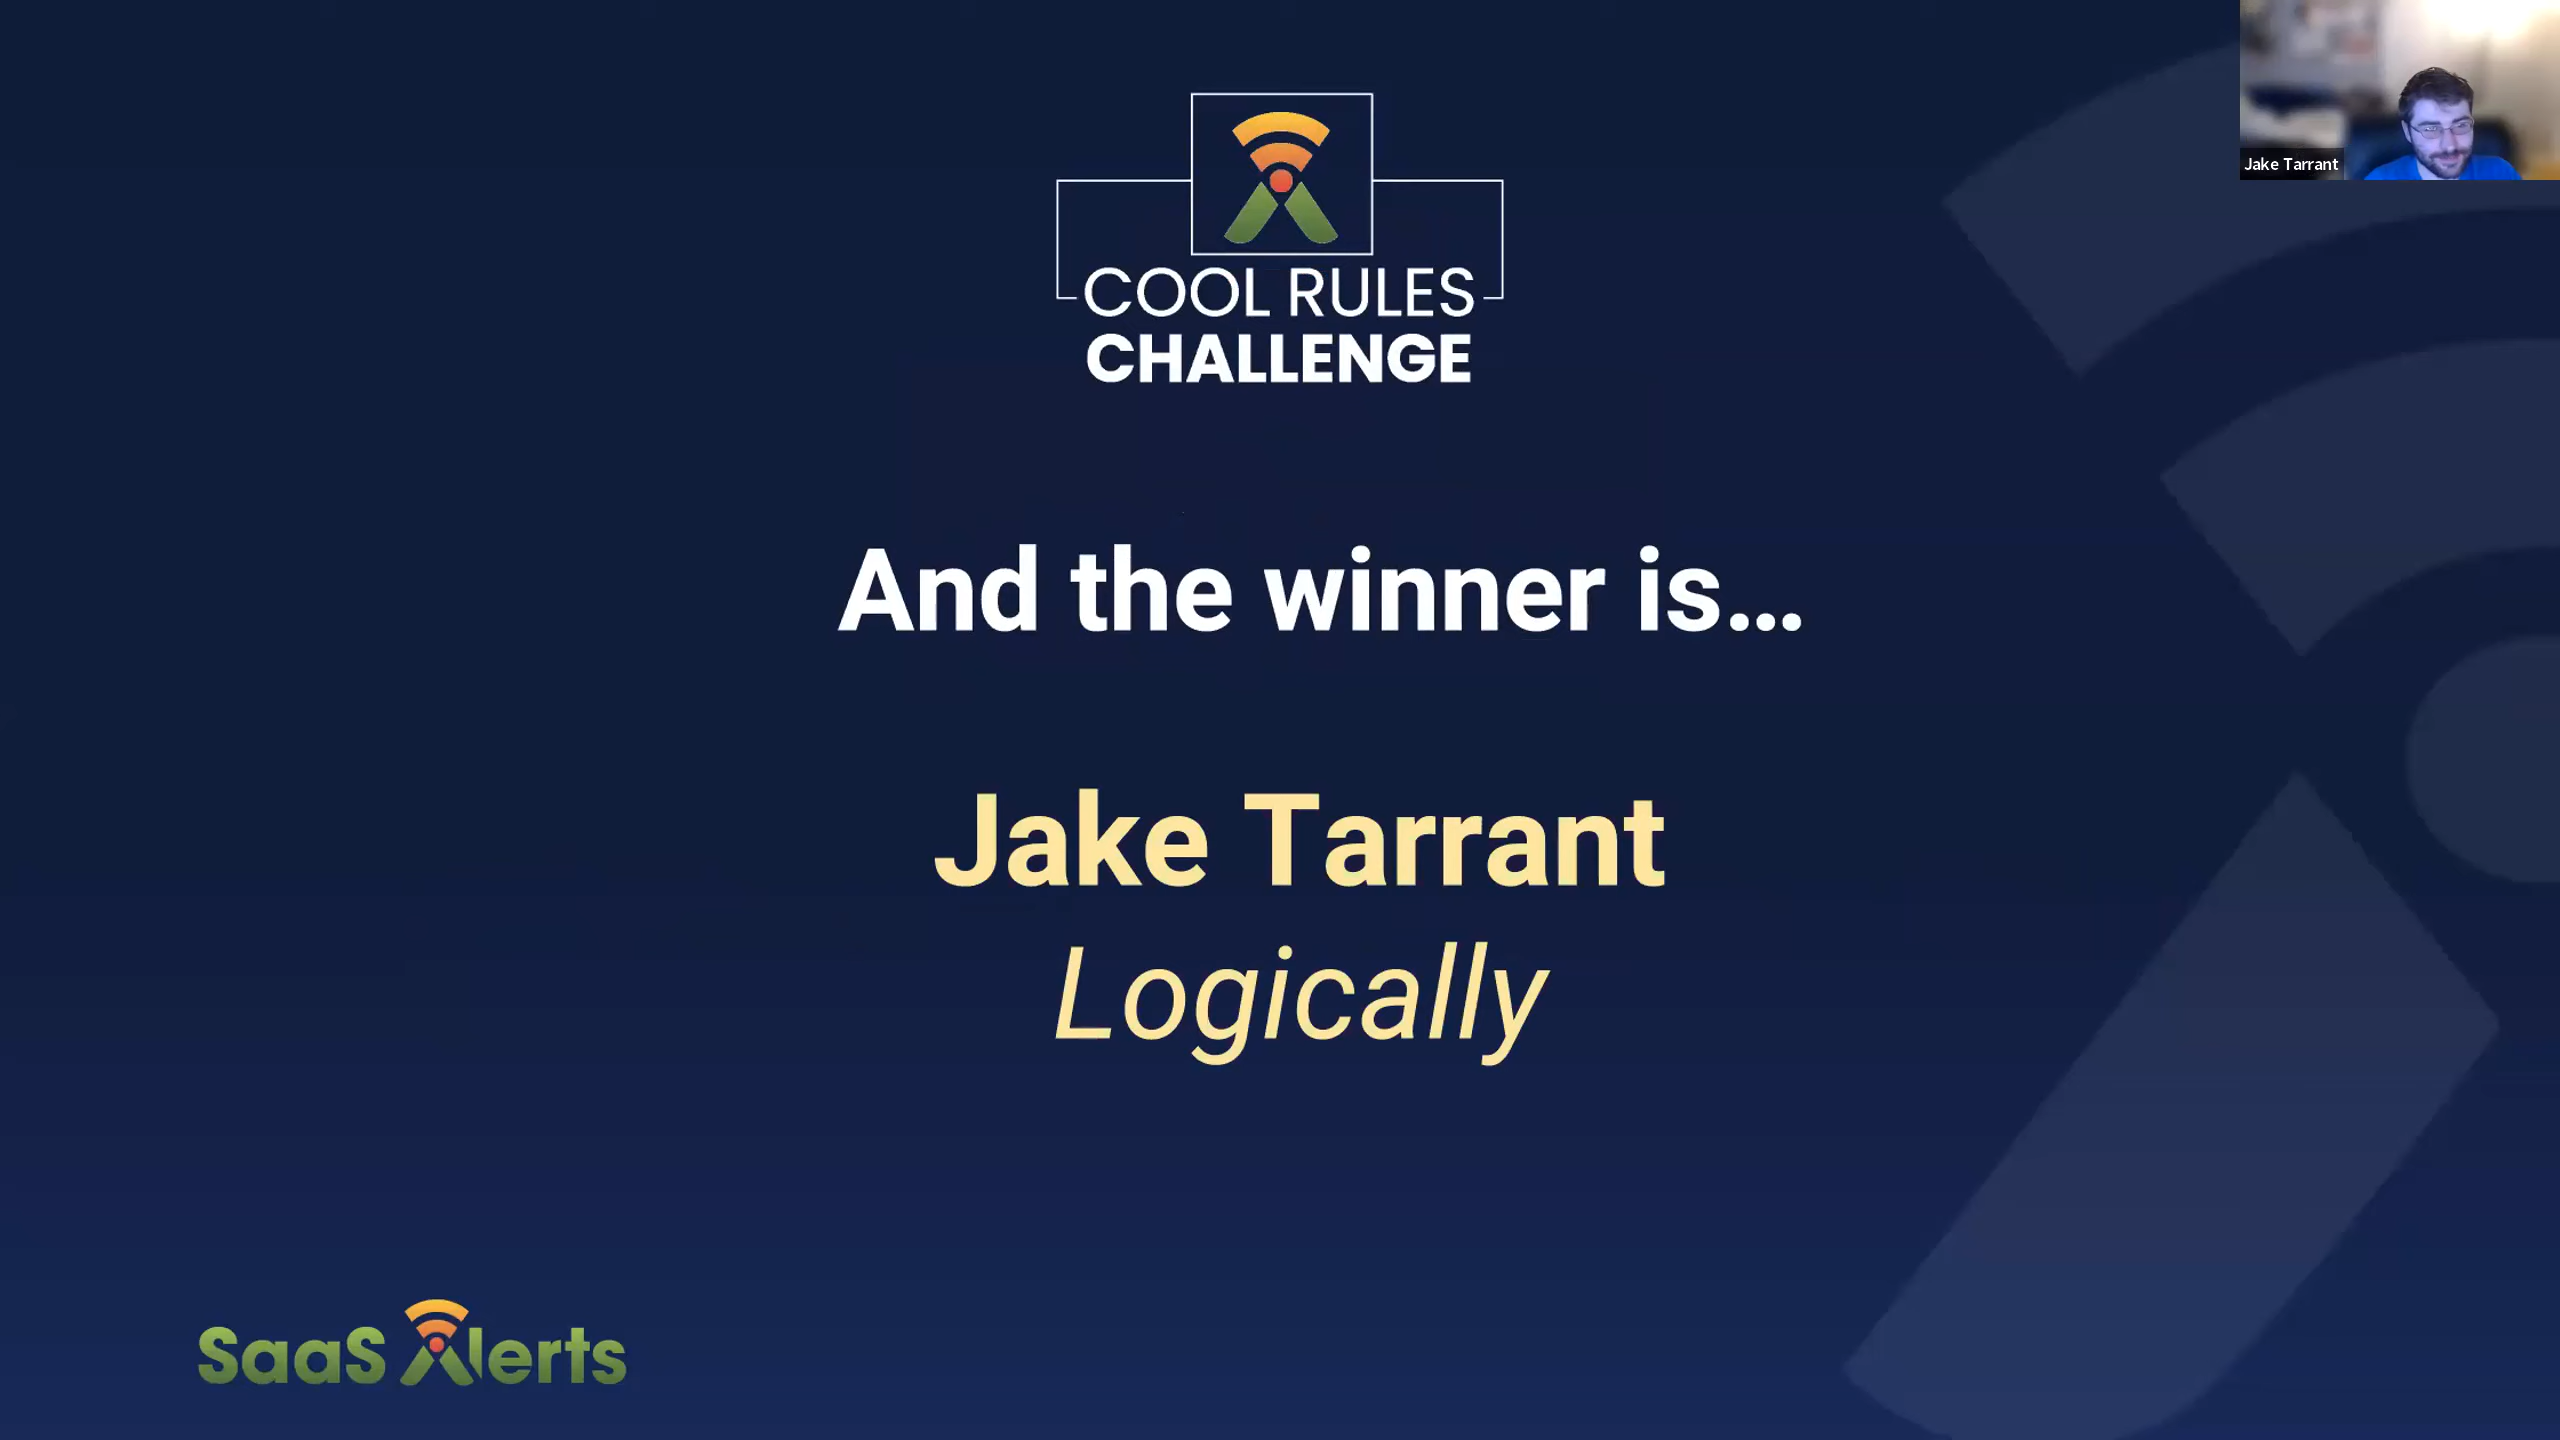 Jake Tarrant
COOL RULES
CHALLENGE
And the winner is...
Jake Tarrant
Logically
SaaS Alerts